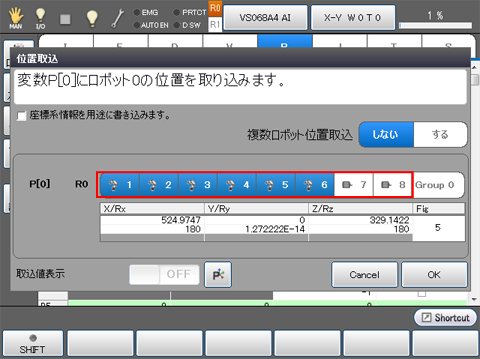 MAN
I/O
EMG
AUTO EN
PRTCT
D SW
R0
R1
VS068A4 AI
X-Y W0T0
1 %
位置取込
変数P[0]にロボット0の位置を取り込みます。
座標系情報を用途に書き込みます。
複数ロボット位置取込
しない
する
P[0]
R0
1
2
3
4
5
6
7
8
Group 0
X/Rx
Y/Ry
Z/Rz
Fig
524.9747
0
329.1422
5
180
1.272222E-14
180
取込値表示
OFF
P
Cancel
OK
Shortcut
SHIFT